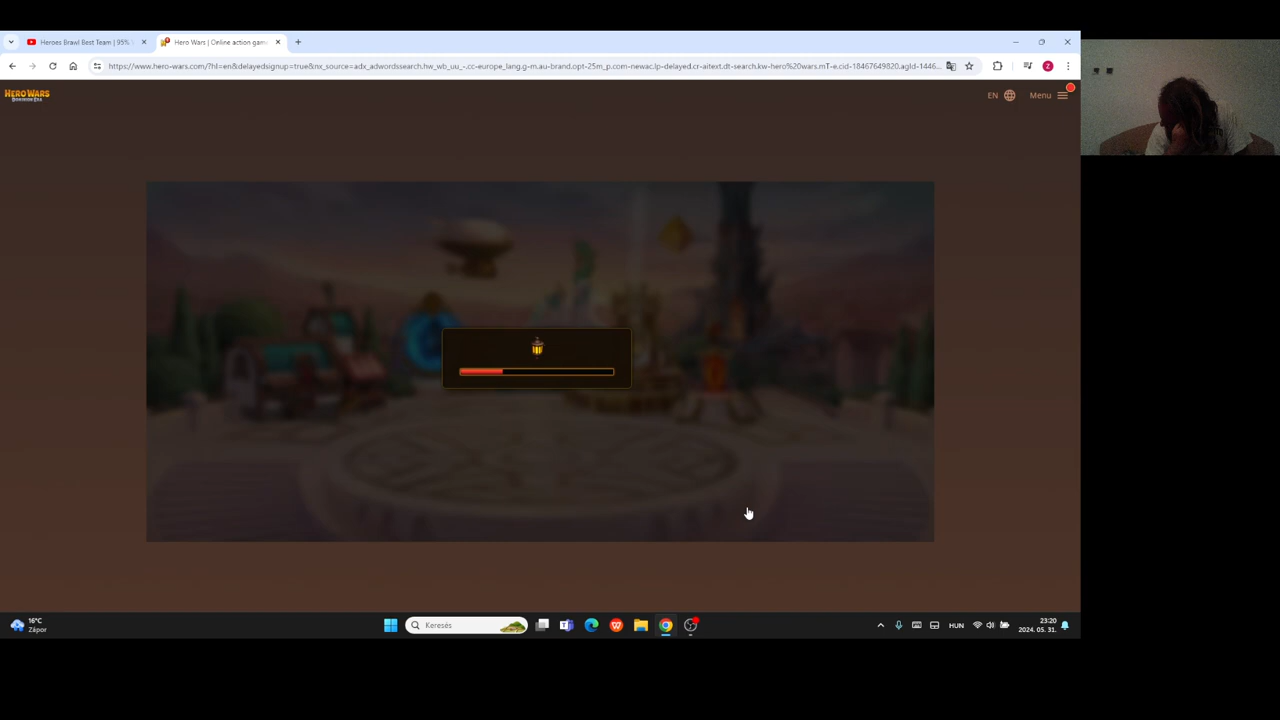 Heroes Brawl Best Team | 95%
Hero Wars | Online action gam
https://www.hero-wars.com/?hl=en&delayedsignup=true&nx_source=adx_adwordssearch.hw_wb_uu_-.cc-europe_lang.g-m.au-brand.opt-25m_p.com-newac.lp-delayed.cr-aitext.dt-search.kw-hero%20wars.mT-e.cid-18467649820.agId-1446...
Z
HERO WARS
DOMINION ERA
EN
Menu
16°C
Zápor
Keresés
HUN
23:20
2024. 05. 31.